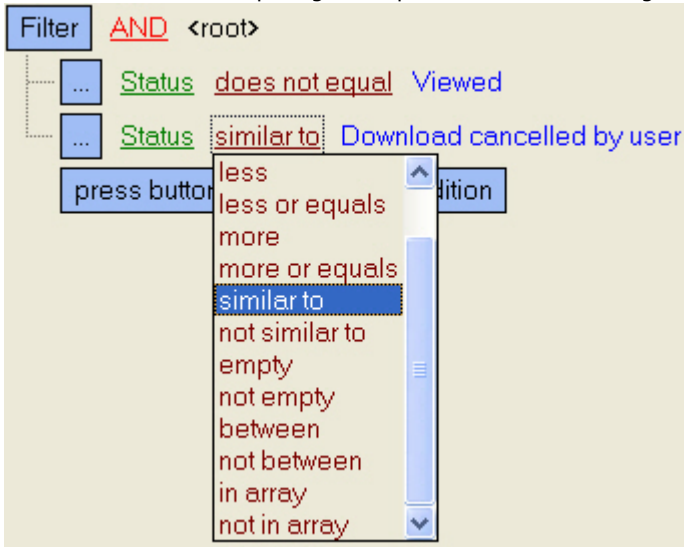 Filter AND <root>
... Status does not equal Viewed
... Status similar to Download cancelled by user
press button dition
less
less or equals
more
more or equals
similar to
not similar to
empty
not empty
between
not between
in array
not in array